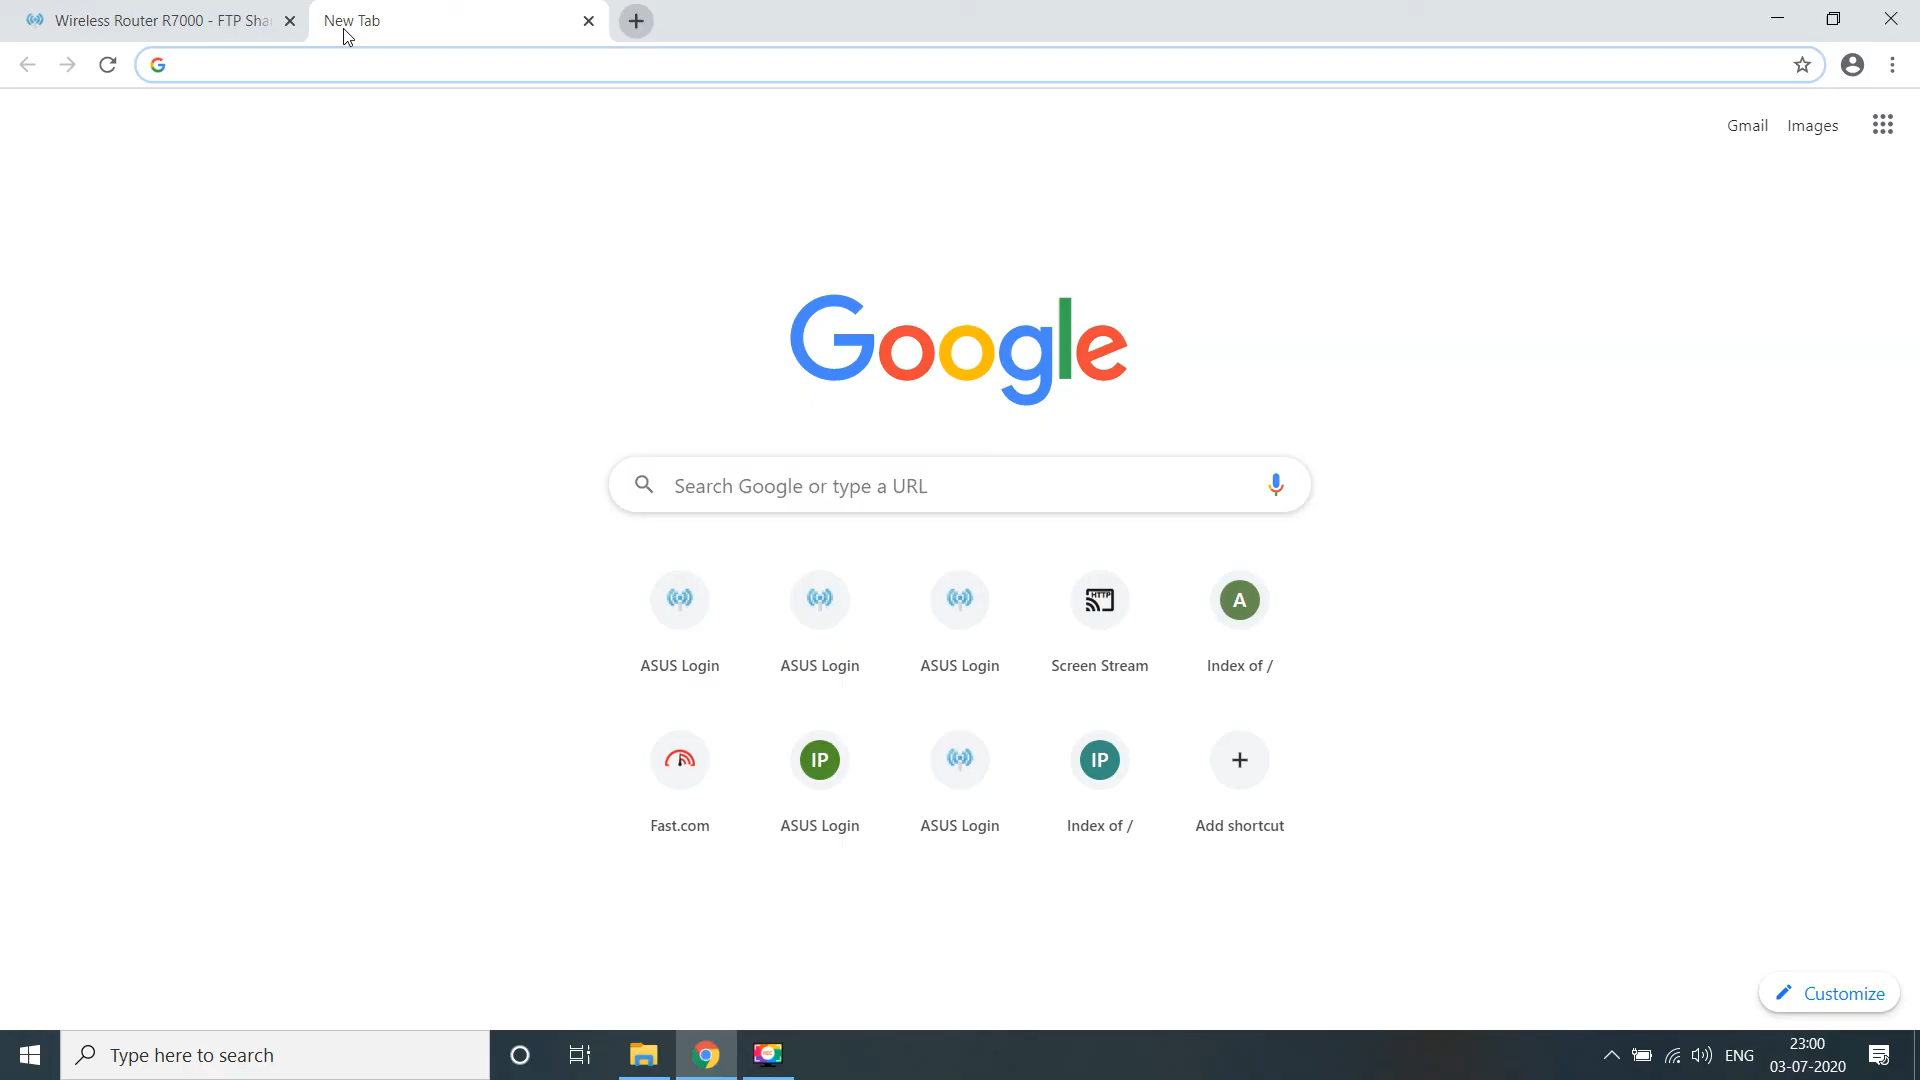 Wireless Router R7000 - FTP Sha
New Tab
Gmail
Images
Google
Search Google or type a URL
ASUS Login
ASUS Login
ASUS Login
HTTP
Screen Stream
A
Index of /
Fast.com
IP
ASUS Login
ASUS Login
IP
Index of /
Add shortcut
Customize
Type here to search
ENG
23:00
03-07-2020